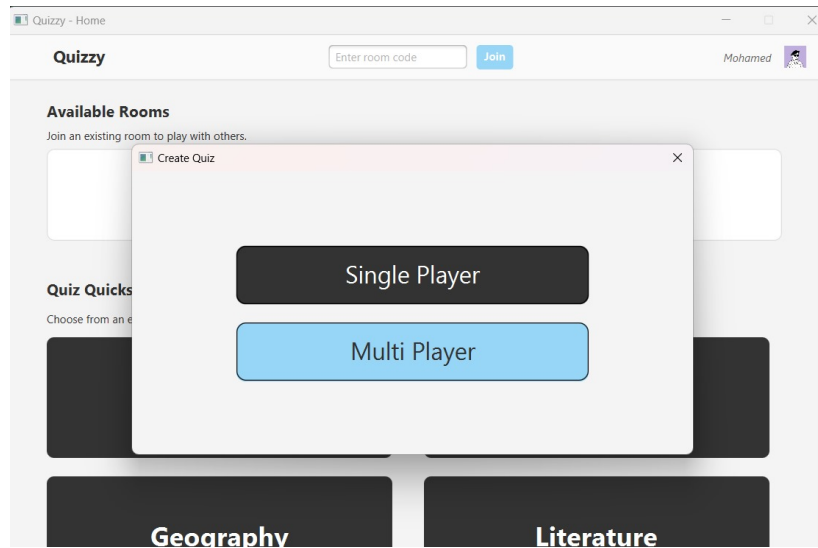 Quizzy - Home
Quizzy
Enter room code
Join
Mohamed
Available Rooms
Join an existing room to play with others.
Create Quiz
Single Player
Multi Player
Quiz Quicks
Choose from an e
Geography
Literature